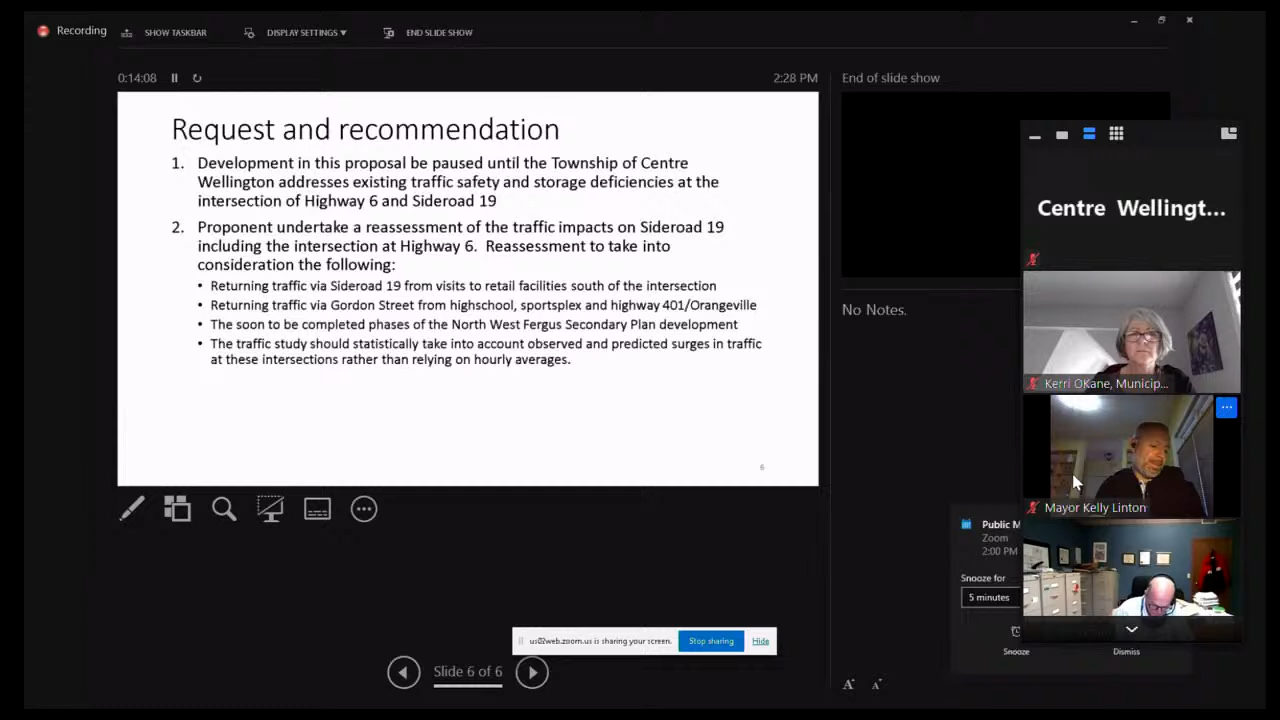 Recording
SHOW TASKBAR
DISPLAY SETTINGS ▼
END SLIDE SHOW
0:14:08
2:28 PM
End of slide show
Request and recommendation
1. Development in this proposal be paused until the Township of Centre
Wellington addresses existing traffic safety and storage deficiencies at the
intersection of Highway 6 and Sideroad 19
2. Proponent undertake a reassessment of the traffic impacts on Sideroad 19
including the intersection at Highway 6. Reassessment to take into
consideration the following:
• Returning traffic via Sideroad 19 from visits to retail facilities south of the intersection
• Returning traffic via Gordon Street from highschool, sportsplex and highway 401/Orangeville
• The soon to be completed phases of the North West Fergus Secondary Plan development
• The traffic study should statistically take into account observed and predicted surges in traffic
at these intersections rather than relying on hourly averages.
6
No Notes.
Centre Wellingt...
Kerri OKane, Municip...
Mayor Kelly Linton
Public M
Zoom
2:00 PM
Snooze for
5 minutes
Snooze
Dismiss
us02web.zoom.us is sharing your screen.
Stop sharing
Hide
Slide 6 of 6
A
A